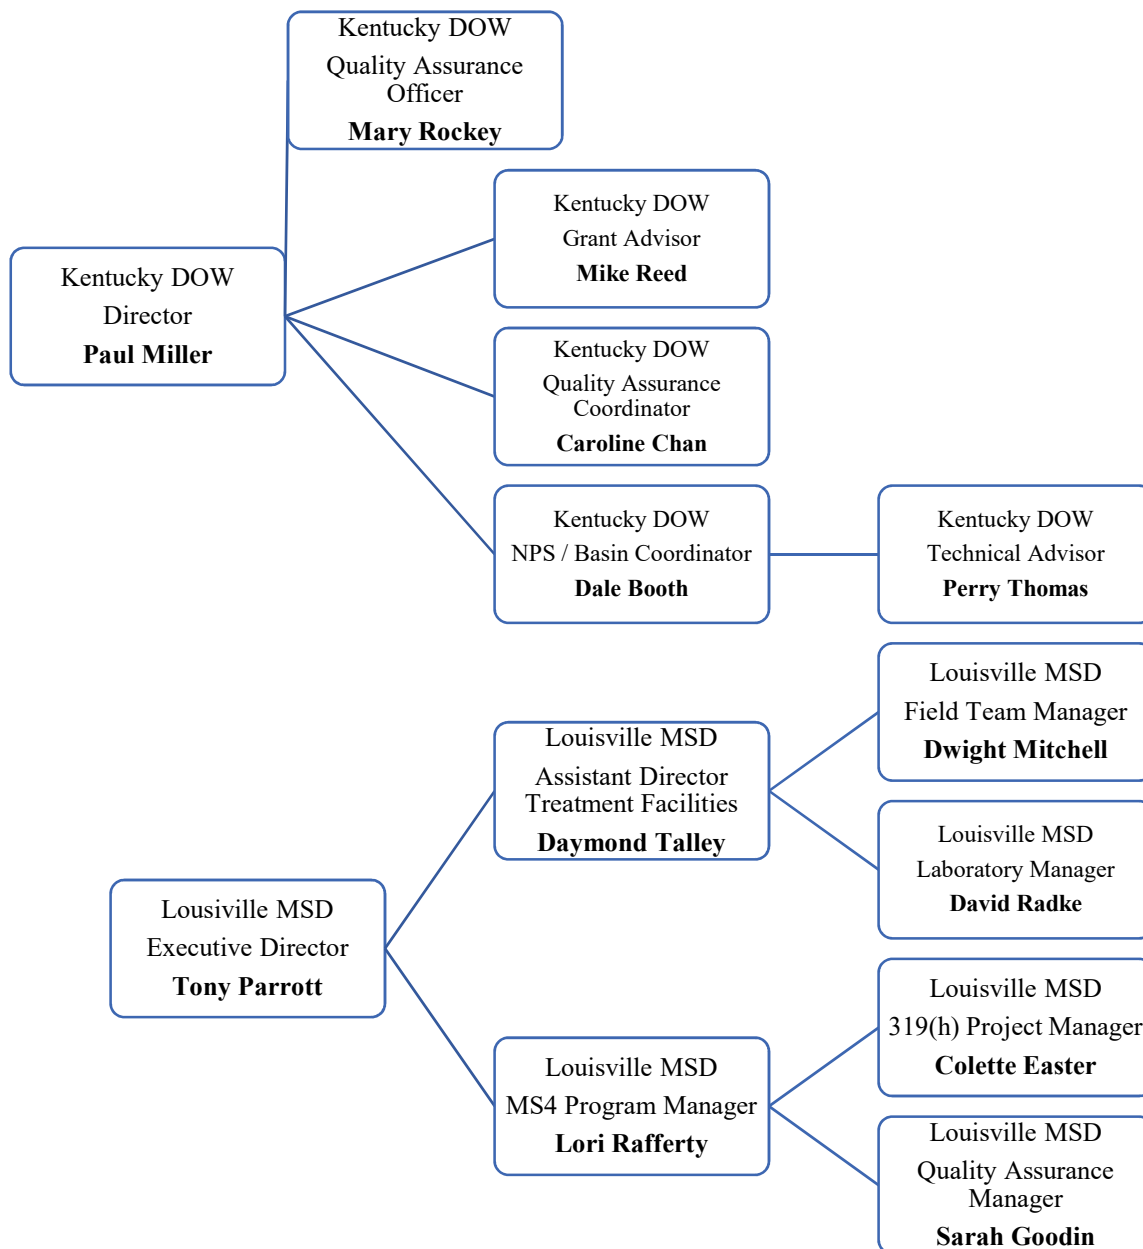 Kentucky DOW
Quality Assurance
Officer
Mary Rockey
Kentucky DOW
Grant Advisor
Mike Reed
Kentucky DOW
Director
Paul Miller
Kentucky DOW
Quality Assurance
Coordinator
Caroline Chan
Kentucky DOW
NPS / Basin Coordinator
Dale Booth
Kentucky DOW
Technical Advisor
Perry Thomas
Louisville MSD
Field Team Manager
Dwight Mitchell
Louisville MSD
Assistant Director
Treatment Facilities
Daymond Talley
Louisville MSD
Laboratory Manager
David Radke
Lousiville MSD
Executive Director
Tony Parrott
Louisville MSD
319(h) Project Manager
Colette Easter
Louisville MSD
MS4 Program Manager
Lori Rafferty
Louisville MSD
Quality Assurance
Manager
Sarah Goodin